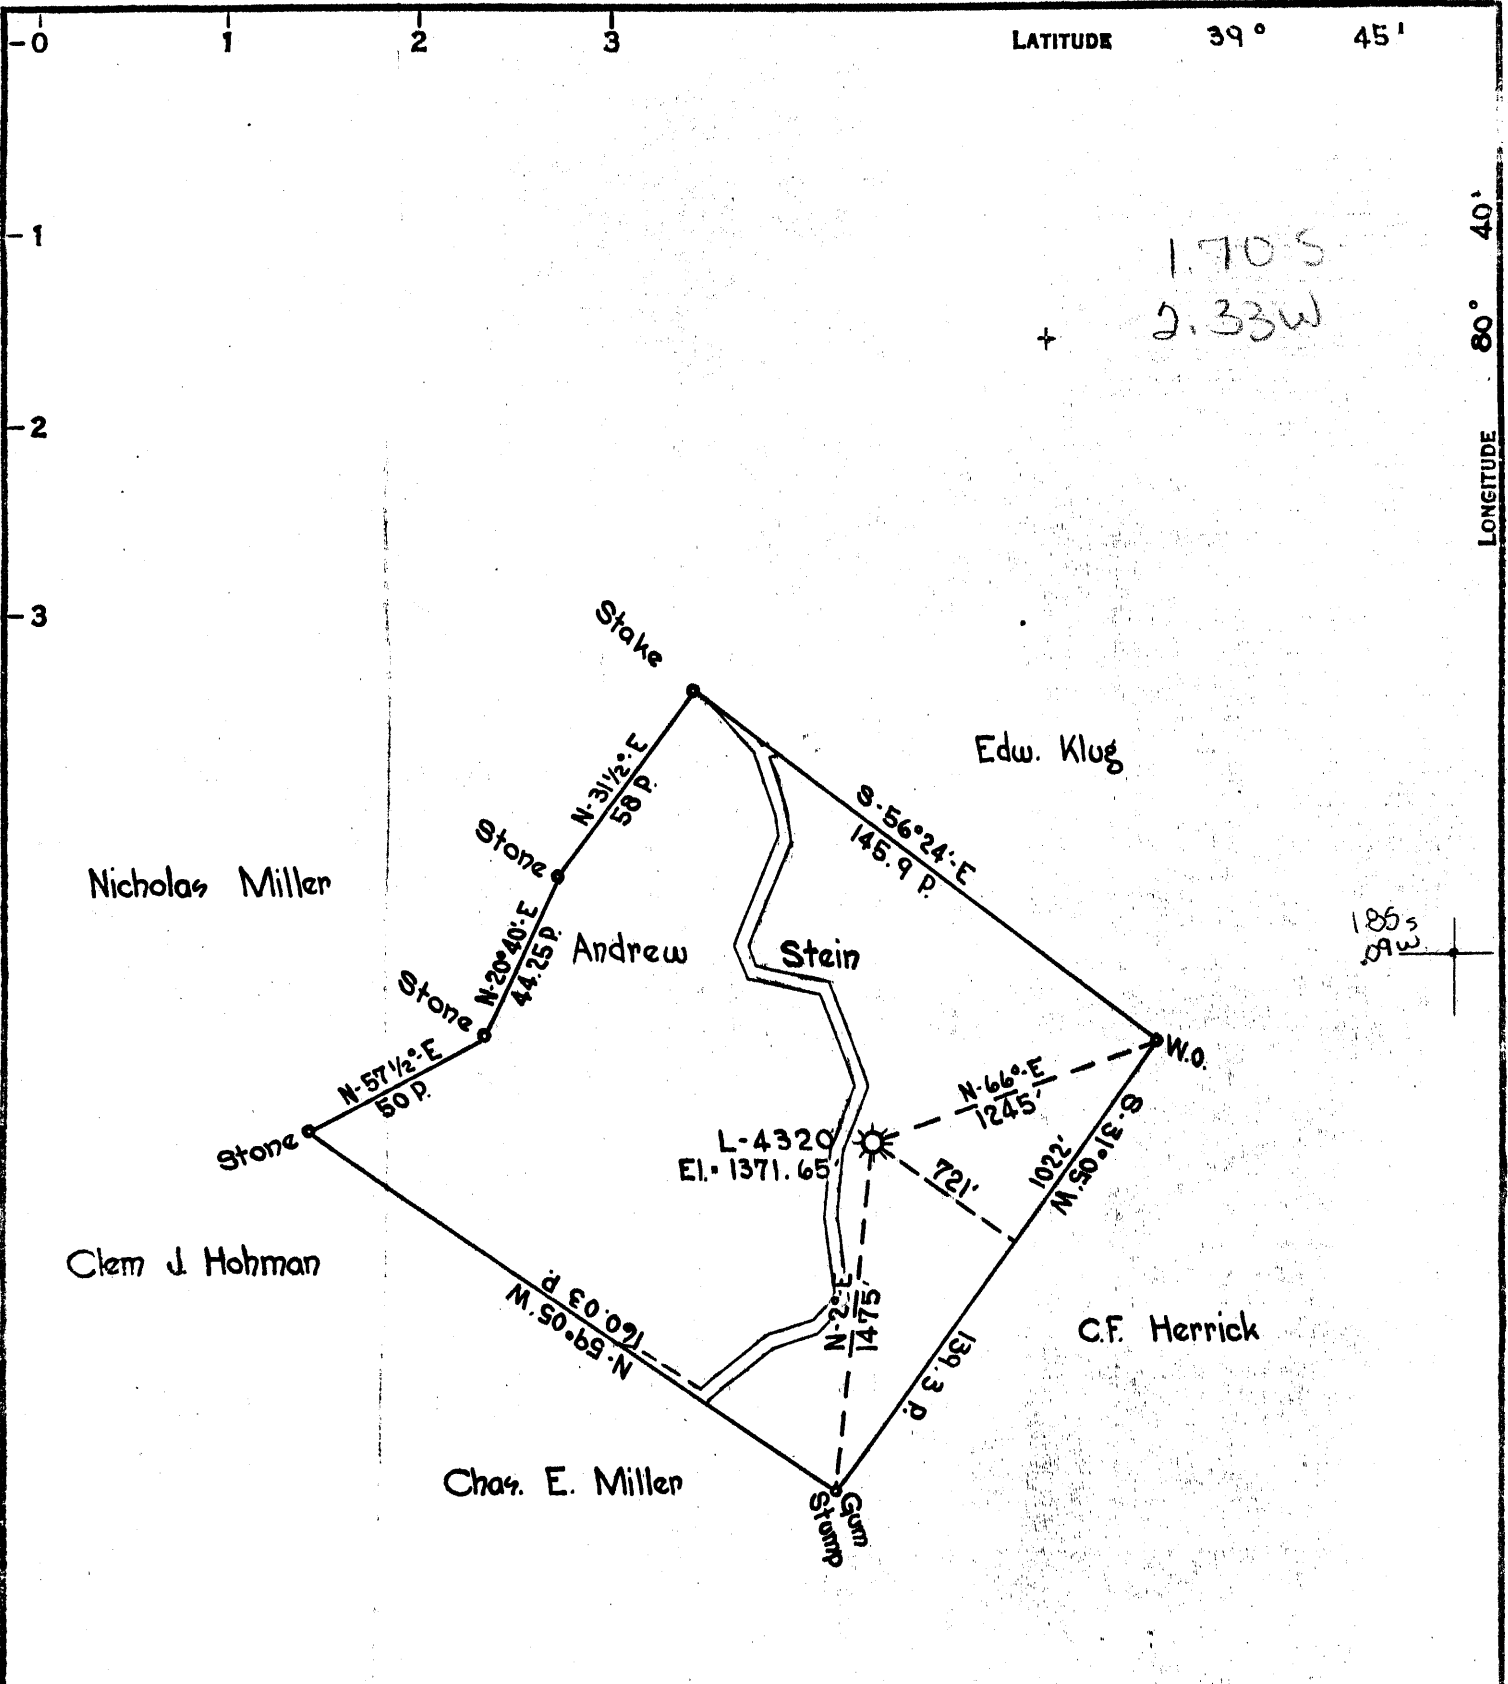 -0 1 2 3 LATITUDE 39° 45'
-1
-2
-3
LONGITUDE 80° 40'
1.70 S
2.33 W
Stake
Edw. Klug
N-31½°-E
58 P.
S-56°24'-E
145.9 P.
Stone
Nicholas Miller
N-20°40'-E
44.25 P.
Andrew Stein
1.85 s
.09 w
Stone
W.O.
N-57½°-E
50 P.
N-66°-E
1245'
Stone
L-4320
El.= 1371.65'
721'
1022'
S-31°05'W
139.3 P.
Clem J. Hohman
160.03 P.
N-59°05'W
N-2°-E
1475'
C.F. Herrick
Chas. E. Miller
Gum
Stump